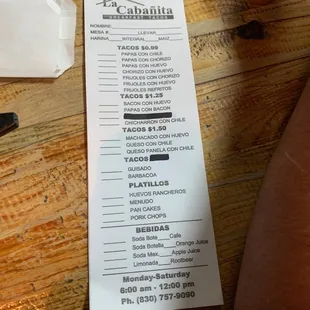 La
Cabañita
BREAKFAST TACOS
NOMBRE:
MESA # LLEVAR
HARINA INTEGRAL MAIZ
TACOS $0.99
PAPAS CON CHILE
PAPAS CON CHORIZO
PAPAS CON HUEVO
CHORIZO CON HUEVO
FRIJOLES CON HUEVO
FRIJOLES CON CHORIZO
FRIJOLES REFRITOS
TACOS $1.25
BACON CON HUEVO
PAPAS CON BACON
CHICHARRON CON CHILE
TACOS $1.50
MACHACADO CON HUEVO
QUESO CON CHILE
QUESO PANELA CON CHILE
TACOS
GUISADO
BARBACOA
PLATILLOS
HUEVOS RANCHEROS
MENUDO
PAN CAKES
PORK CHOPS
BEBIDAS
Soda Bote Cafe
Soda Botella Orange Juice
Soda Mex. Apple Juice
Limonada Rootbeer
Monday-Saturday
6:00 am - 12:00 pm
Ph. (830) 757-9090